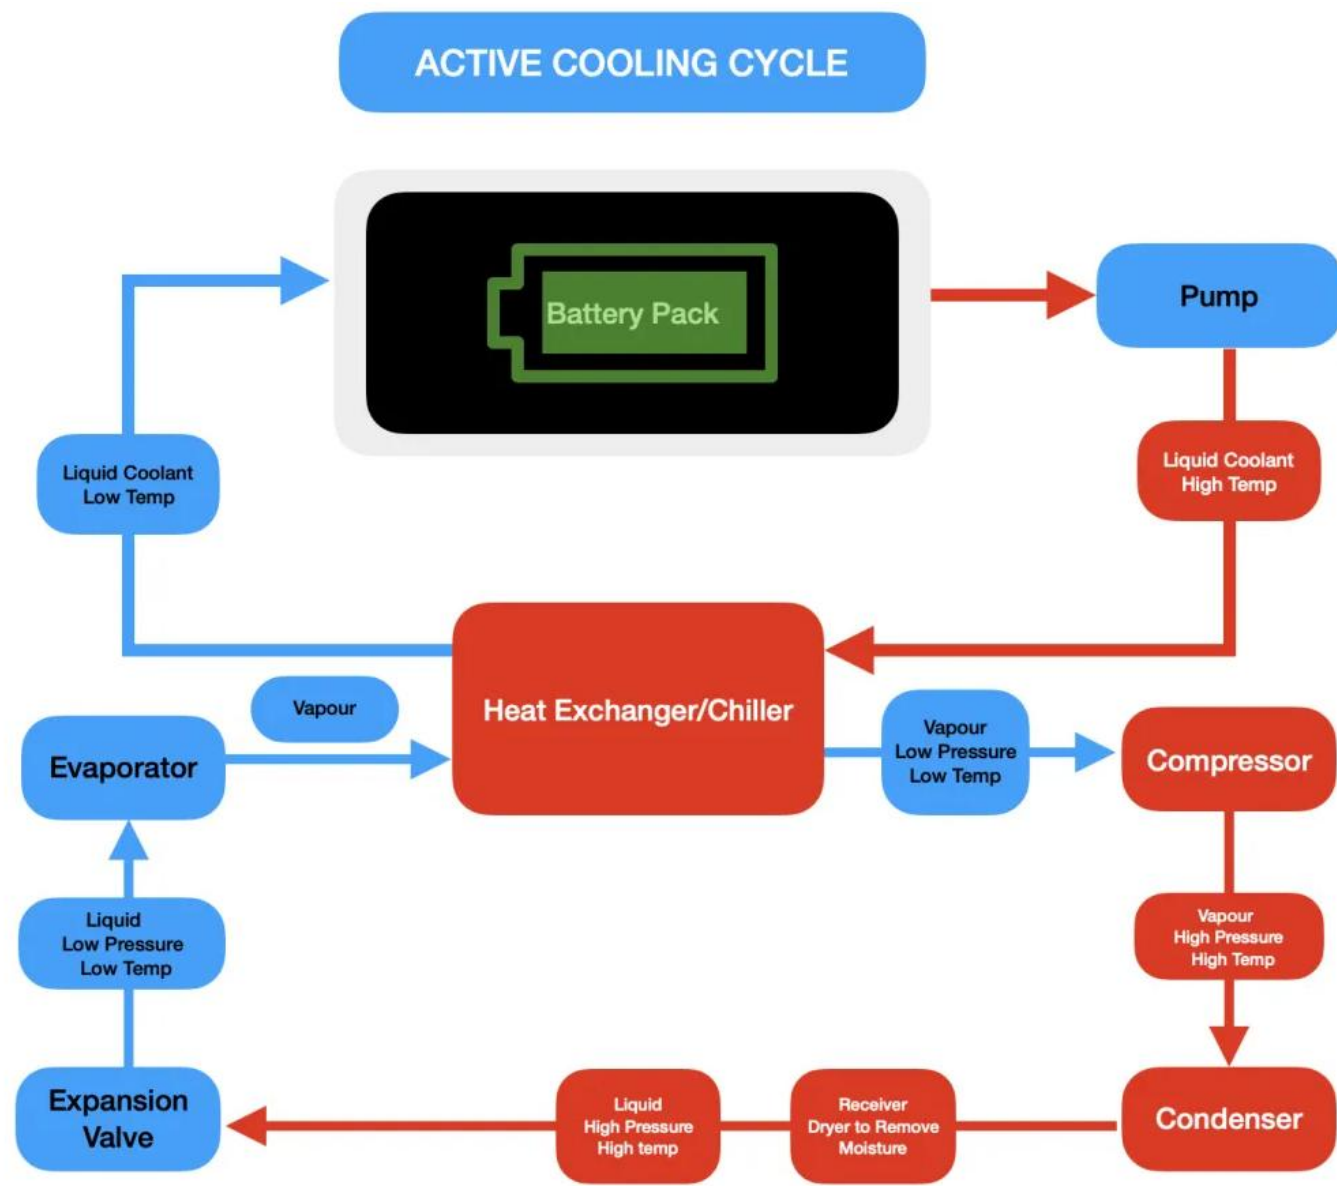 ACTIVE COOLING CYCLE
Battery Pack
Pump
Liquid Coolant
Low Temp
Liquid Coolant
High Temp
Heat Exchanger/Chiller
Vapour
Evaporator
Vapour
Low Pressure
Low Temp
Compressor
Liquid
Low Pressure
Low Temp
Vapour
High Pressure
High Temp
Expansion
Valve
Liquid
High Pressure
High temp
Receiver
Dryer to Remove
Moisture
Condenser